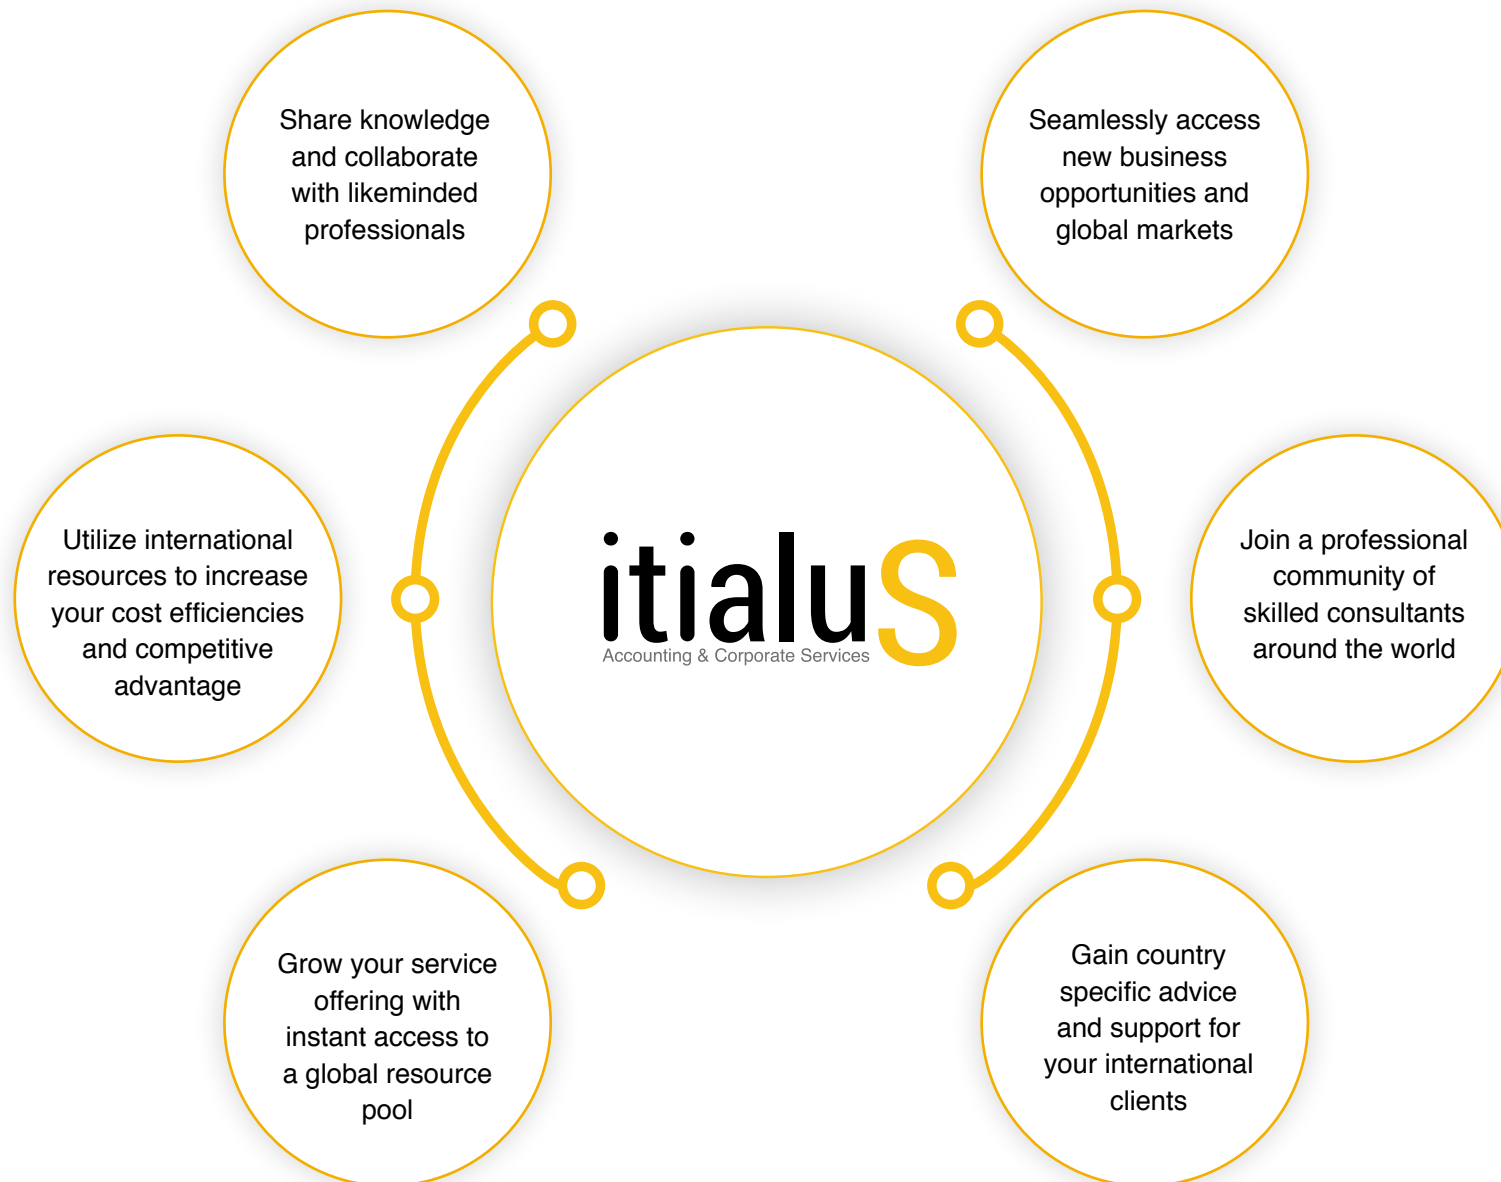 Share knowledge
and collaborate
with likeminded
professionals
Seamlessly access
new business
opportunities and
global markets
Utilize international
resources to increase
your cost efficiencies
and competitive
advantage
itialuS
Accounting & Corporate Services
Join a professional
community of
skilled consultants
around the world
Grow your service
offering with
instant access to
a global resource
pool
Gain country
specific advice
and support for
your international
clients